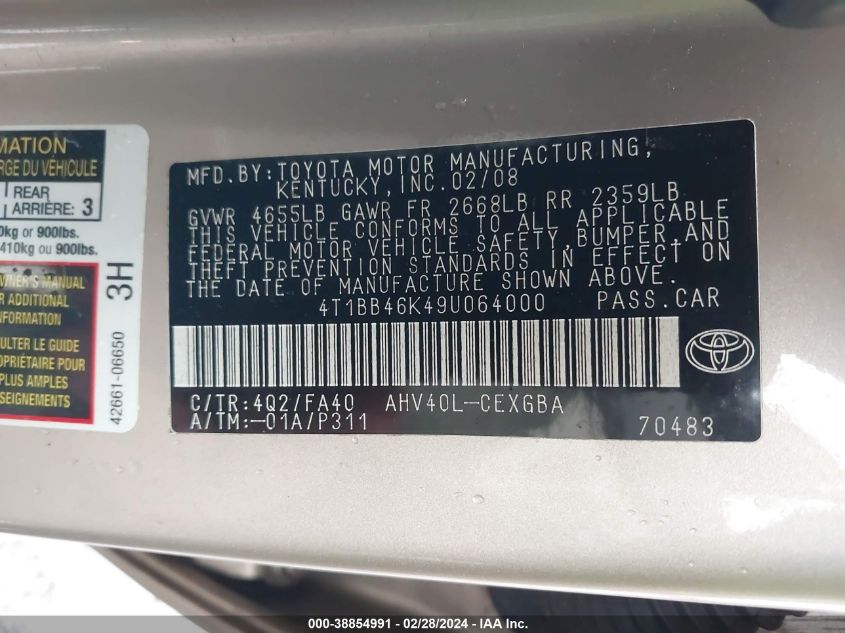 MATION
RGE DU VÉHICULE
REAR
ARRIÈRE: 3
0kg or 900lbs.
410kg ou 900lbs.
WNER'S MANUAL
R ADDITIONAL
INFORMATION
ULTER LE GUIDE
OPRIÉTAIRE POUR
PLUS AMPLES
SEIGNEMENTS
3H
42661-06650
MFD.BY:TOYOTA MOTOR MANUFACTURING,
KENTUCKY,INC.02/08
GVWR 4655LB GAWR FR 2668LB RR 2359LB
THIS VEHICLE CONFORMS TO ALL APPLICABLE
FEDERAL MOTOR VEHICLE SAFETY,BUMPER,AND
THEFT PREVENTION STANDARDS IN EFFECT ON
THE DATE OF MANUFACTURE SHOWN ABOVE.
4T1BB46K49U064000 PASS.CAR
C/TR:4Q2/FA40 AHV40L-CEXGBA
A/TM:-01A/P311 70483
000-38854991 - 02/28/2024 - IAA Inc.